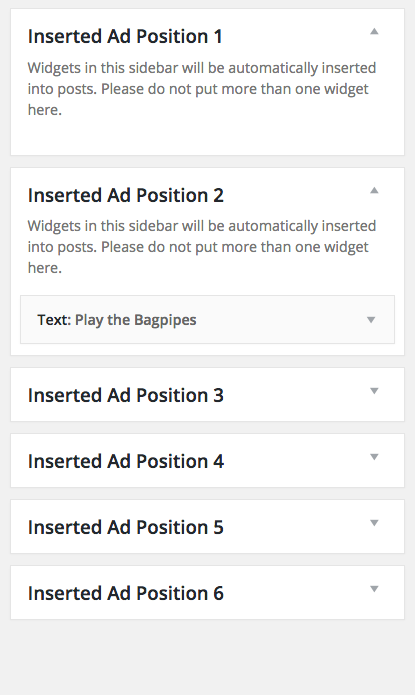 Inserted Ad Position 1
Widgets in this sidebar will be automatically inserted
into posts. Please do not put more than one widget
here.
Inserted Ad Position 2
Widgets in this sidebar will be automatically inserted
into posts. Please do not put more than one widget
here.
Text: Play the Bagpipes
Inserted Ad Position 3
Inserted Ad Position 4
Inserted Ad Position 5
Inserted Ad Position 6